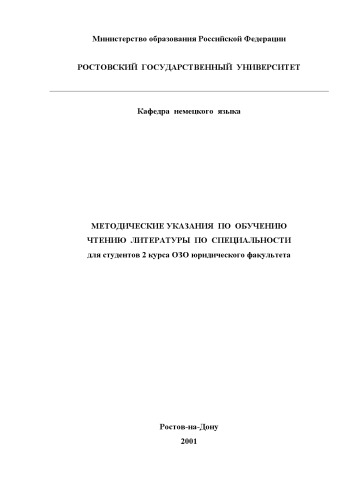 Министерство образования Российской Федерации
РОСТОВСКИЙ ГОСУДАРСТВЕННЫЙ УНИВЕРСИТЕТ
Кафедра немецкого языка
МЕТОДИЧЕСКИЕ УКАЗАНИЯ ПО ОБУЧЕНИЮ
ЧТЕНИЮ ЛИТЕРАТУРЫ ПО СПЕЦИАЛЬНОСТИ
для студентов 2 курса ОЗО юридического факультета
Ростов-на-Дону
2001